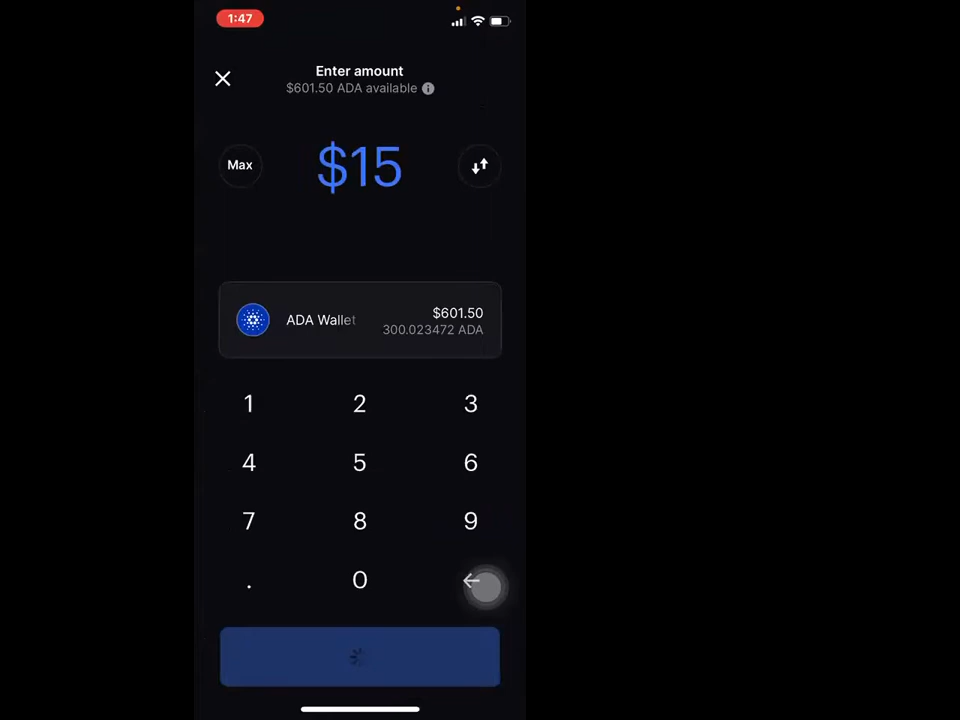 1:47
Enter amount
$601.50 ADA available
Max
$15
ADA Wallet
$601.50
300.023472 ADA
1 2 3
4 5 6
7 8 9
. 0